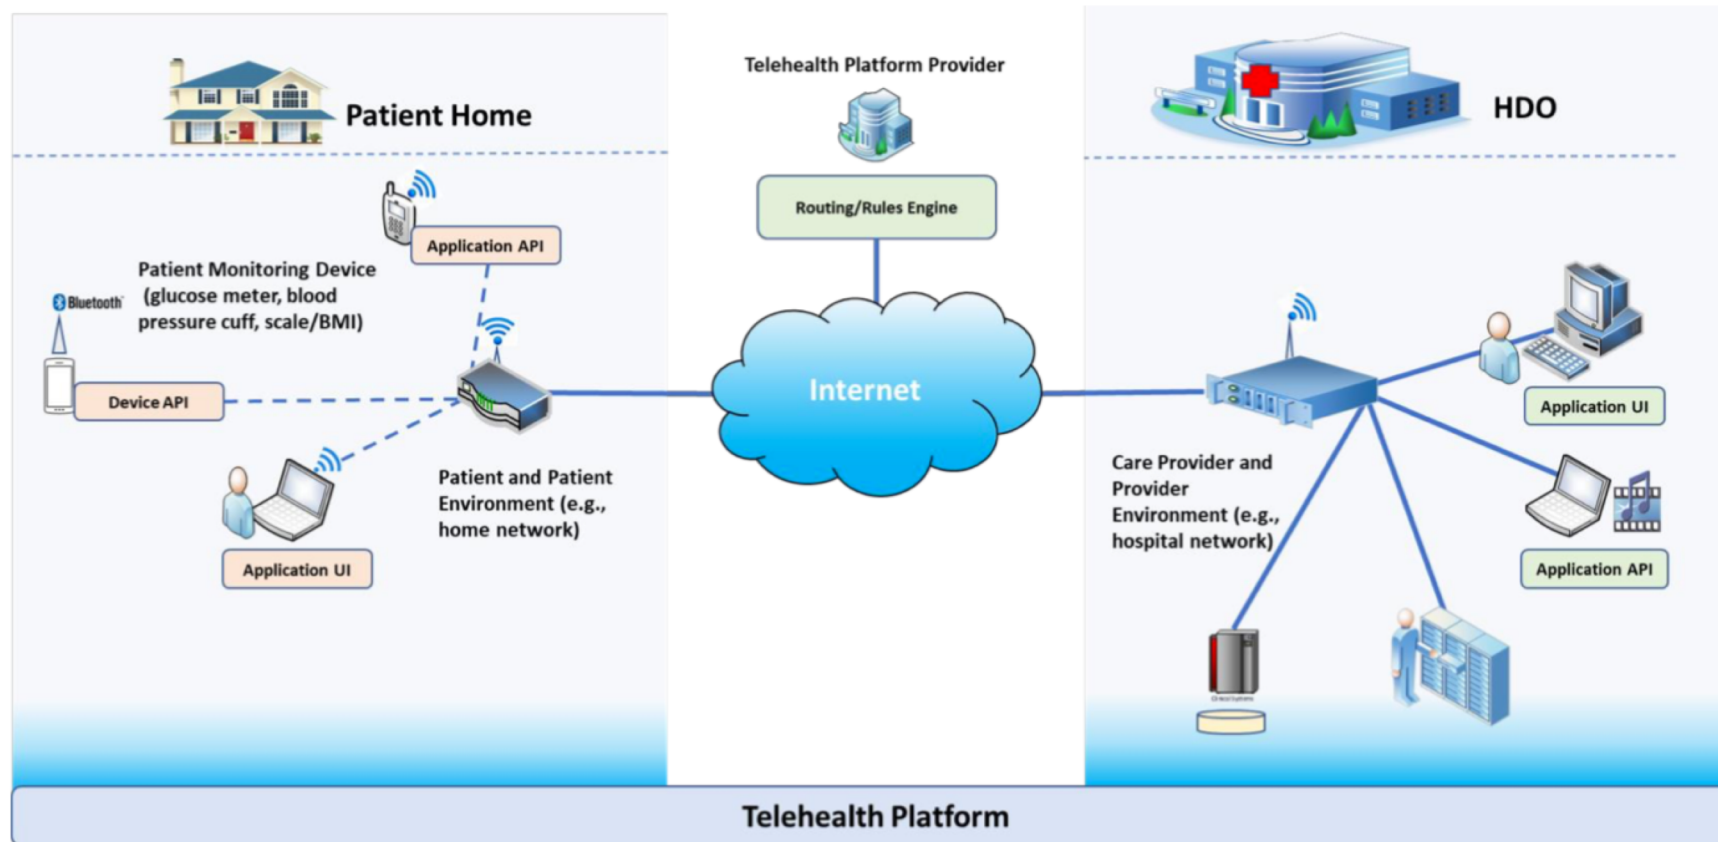 Patient Home
Telehealth Platform Provider
HDO
Routing/Rules Engine
Application API
Patient Monitoring Device
(glucose meter, blood
pressure cuff, scale/BMI)
Bluetooth
Device API
Internet
Application UI
Patient and Patient
Environment (e.g.,
home network)
Application UI
Care Provider and
Provider
Environment (e.g.,
hospital network)
Application API
Telehealth Platform